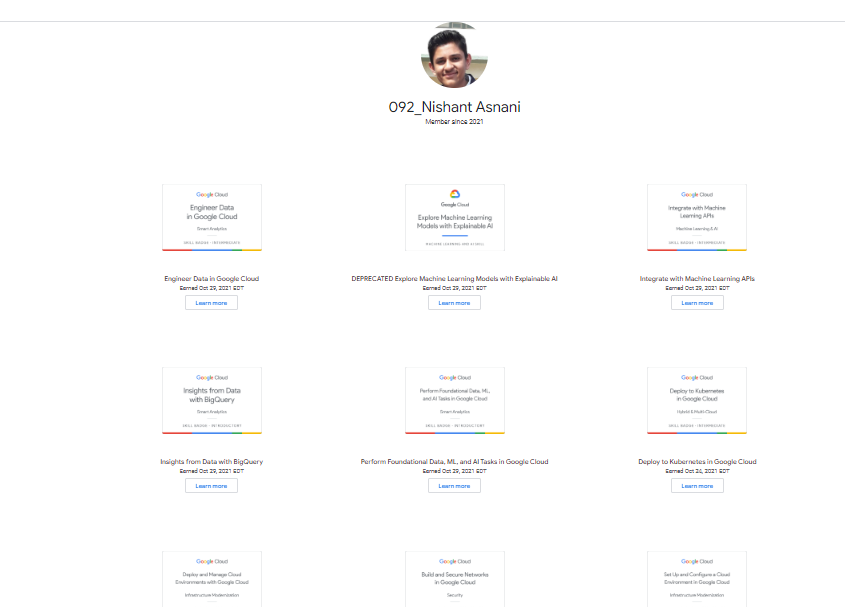 092_Nishant Asnani
Member since 2021
Google Cloud
Engineer Data
in Google Cloud
Smart Analytics
SKILL BADGE · INTERMEDIATE
Engineer Data in Google Cloud
Earned Oct 29, 2021 EDT
Learn more
Google Cloud
Explore Machine Learning
Models with Explainable AI
MACHINE LEARNING AND AI SKILL
DEPRECATED Explore Machine Learning Models with Explainable AI
Earned Oct 29, 2021 EDT
Learn more
Google Cloud
Integrate with Machine
Learning APIs
Machine Learning & AI
SKILL BADGE · INTERMEDIATE
Integrate with Machine Learning APIs
Earned Oct 29, 2021 EDT
Learn more
Google Cloud
Insights from Data
with BigQuery
Smart Analytics
SKILL BADGE · INTRODUCTORY
Insights from Data with BigQuery
Earned Oct 29, 2021 EDT
Learn more
Google Cloud
Perform Foundational Data, ML,
and AI Tasks in Google Cloud
Smart Analytics
SKILL BADGE · INTRODUCTORY
Perform Foundational Data, ML, and AI Tasks in Google Cloud
Earned Oct 29, 2021 EDT
Learn more
Google Cloud
Deploy to Kubernetes
in Google Cloud
Hybrid & Multi-Cloud
SKILL BADGE · INTERMEDIATE
Deploy to Kubernetes in Google Cloud
Earned Oct 24, 2021 EDT
Learn more
Google Cloud
Deploy and Manage Cloud
Environments with Google Cloud
Infrastructure Modernization
Google Cloud
Build and Secure Networks
in Google Cloud
Security
Google Cloud
Set Up and Configure a Cloud
Environment in Google Cloud
Infrastructure Modernization